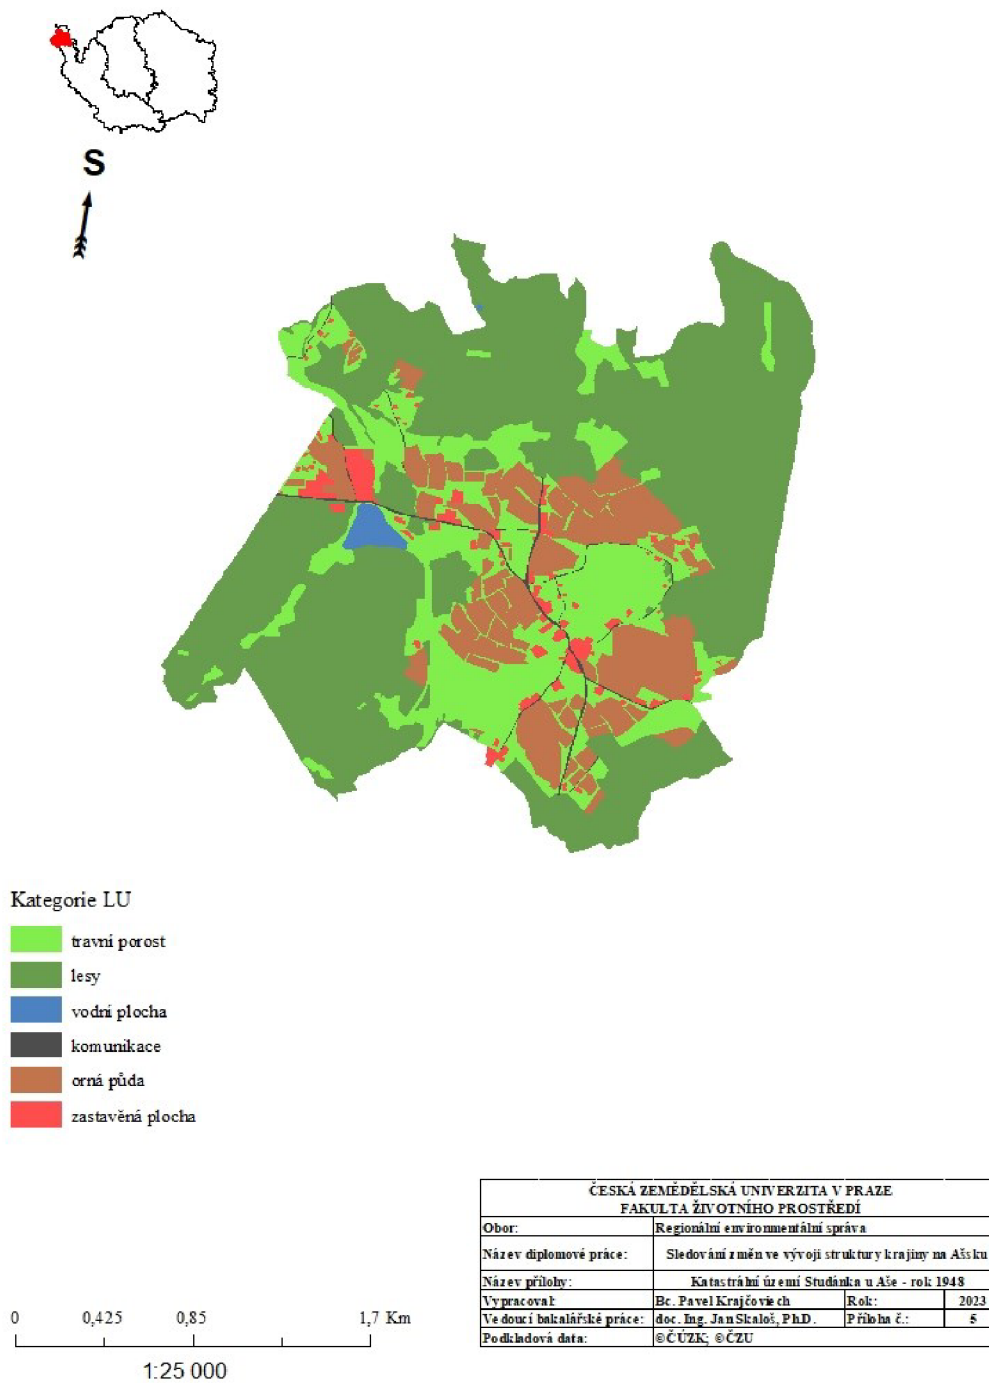 S
Kategorie LU
travní porost
lesy
vodní plocha
komunikace
orná půda
zastavěná plocha
0 0,425 0,85 1,7 Km
1:25 000
ČESKÁ ZEMĚDĚLSKÁ UNIVERZITA V PRAZE
FAKULTA ŽIVOTNÍHO PROSTŘEDÍ
Obor: Regionální environmentální správa
Název diplomové práce: Sledování změn ve vývoji struktury krajiny na Ašsku
Název přílohy: Katastrální území Studánka u Aše - rok 1948
Vypracoval: Bc. Pavel Krajčoviech Rok: 2023
Vedoucí bakalářské práce: doc. Ing. Jan Skaloš, Ph.D. Příloha č.: 5
Podkladová data: ©ČÚZK; ©ČZU